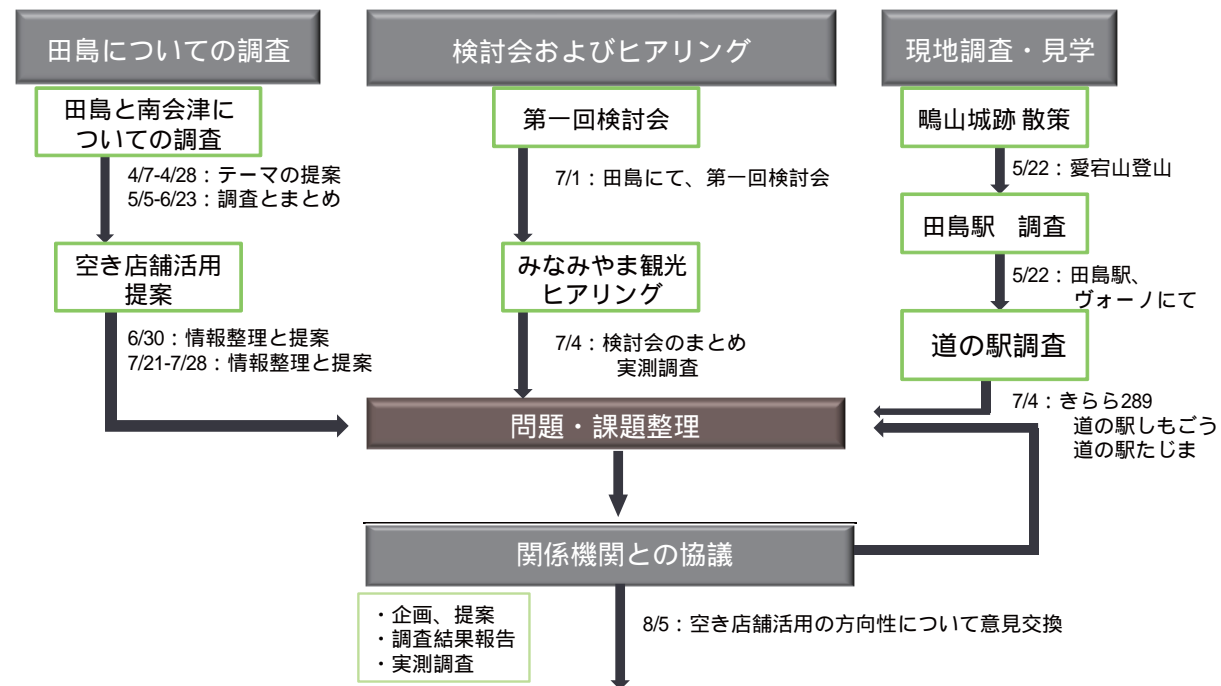 田島についての調査
田島と南会津に
ついての調査
4/7-4/28：テーマの提案
5/5-6/23：調査とまとめ
空き店舗活用
提案
6/30：情報整理と提案
7/21-7/28：情報整理と提案
検討会およびヒアリング
第一回検討会
7/1：田島にて、第一回検討会
みなみやま観光
ヒアリング
7/4：検討会のまとめ
実測調査
現地調査・見学
鴫山城跡 散策
5/22：愛宕山登山
田島駅　調査
5/22：田島駅、
ヴォーノにて
道の駅調査
7/4：きらら289
道の駅しもごう
道の駅たじま
問題・課題整理
関係機関との協議
・企画、提案
・調査結果報告
・実測調査
8/5：空き店舗活用の方向性について意見交換